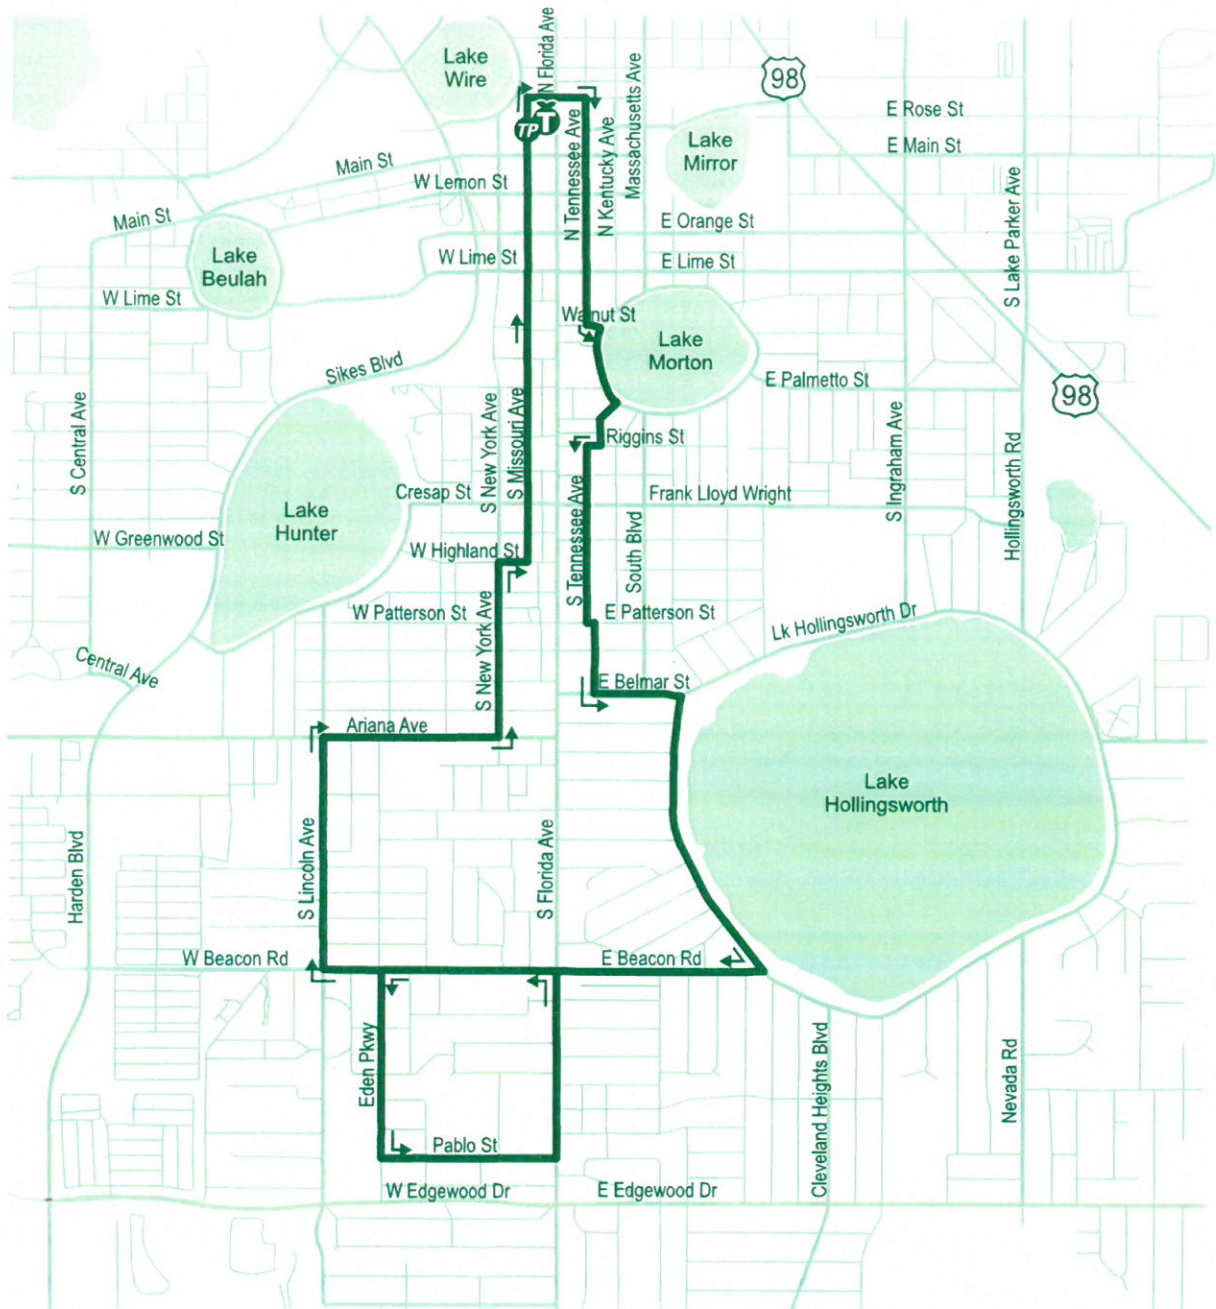 N Florida Ave
Lake
Wire
98
TP
T
N Tennessee Ave
N Kentucky Ave
Massachusetts Ave
E Rose St
E Main St
Lake
Mirror
Main St
W Lemon St
S Lake Parker Ave
Main St
E Orange St
Lake
Beulah
W Lime St
E Lime St
W Lime St
Walnut St
Lake
Morton
Sikes Blvd
E Palmetto St
98
S Central Ave
S New York Ave
S Missouri Ave
Riggins St
S Ingraham Ave
Hollingsworth Rd
Cresap St
Frank Lloyd Wright
Lake
Hunter
W Greenwood St
W Highland St
S Tennessee Ave
South Blvd
W Patterson St
E Patterson St
Lk Hollingsworth Dr
S New York Ave
Central Ave
E Belmar St
Ariana Ave
Lake
Hollingsworth
Harden Blvd
S Lincoln Ave
S Florida Ave
W Beacon Rd
E Beacon Rd
Eden Pkwy
Cleveland Heights Blvd
Nevada Rd
Pablo St
W Edgewood Dr
E Edgewood Dr